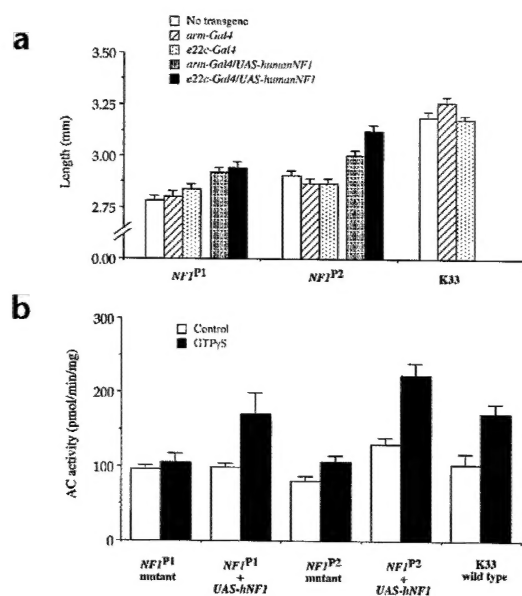 a
No transgene
arm-Gal4
e22c-Gal4
arm-Gal4/UAS-humanNF1
e22c-Gal4/UAS-humanNF1
Length (mm)
3.50
3.25
3.00
2.75
0.00
NF1P1
NF1P2
K33
b
Control
GTPγS
AC activity (pmol/min/mg)
300
200
100
0
NF1P1 mutant
NF1P1 + UAS-hNF1
NF1P2 mutant
NF1P2 + UAS-hNF1
K33 wild type